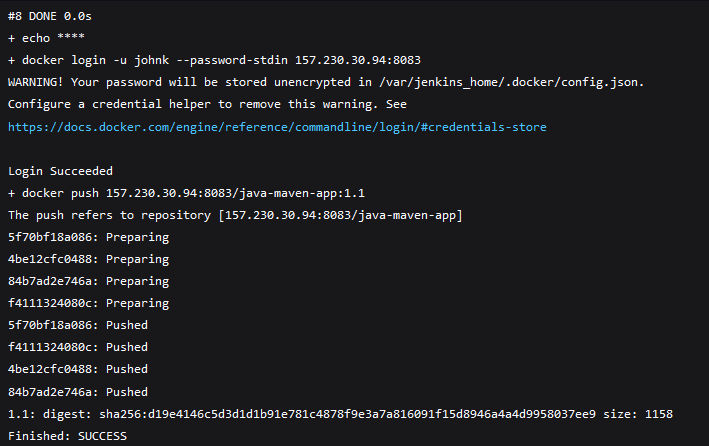 #8 DONE 0.0s
+ echo ****
+ docker login -u johnk --password-stdin 157.230.30.94:8083
WARNING! Your password will be stored unencrypted in /var/jenkins_home/.docker/config.json.
Configure a credential helper to remove this warning. See
https://docs.docker.com/engine/reference/commandline/login/#credentials-store
Login Succeeded
+ docker push 157.230.30.94:8083/java-maven-app:1.1
The push refers to repository [157.230.30.94:8083/java-maven-app]
5f70bf18a086: Preparing
4be12cfc0488: Preparing
84b7ad2e746a: Preparing
f4111324080c: Preparing
5f70bf18a086: Pushed
f4111324080c: Pushed
4be12cfc0488: Pushed
84b7ad2e746a: Pushed
1.1: digest: sha256:d19e4146c5d3d1d1b91e781c4878f9e3a7a816091f15d8946a4a4d9958037ee9 size: 1158
Finished: SUCCESS